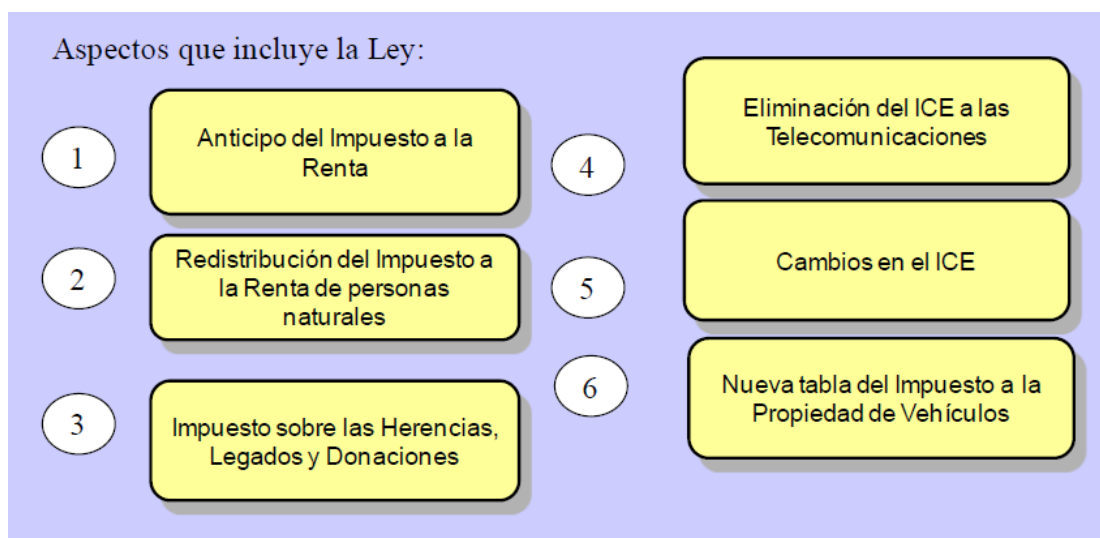 Aspectos que incluye la Ley:
1
Anticipo del Impuesto a la
Renta
2
Redistribución del Impuesto a
la Renta de personas
naturales
3
Impuesto sobre las Herencias,
Legados y Donaciones
4
Eliminación del ICE a las
Telecomunicaciones
5
Cambios en el ICE
6
Nueva tabla del Impuesto a la
Propiedad de Vehículos